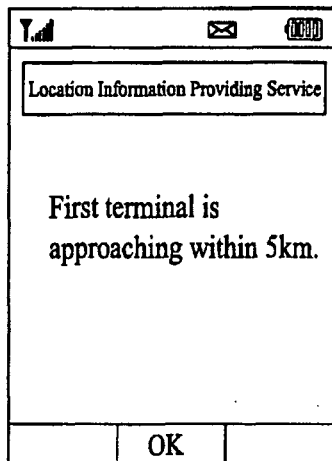 Location Information Providing Service
First terminal is
approaching within 5km.
OK